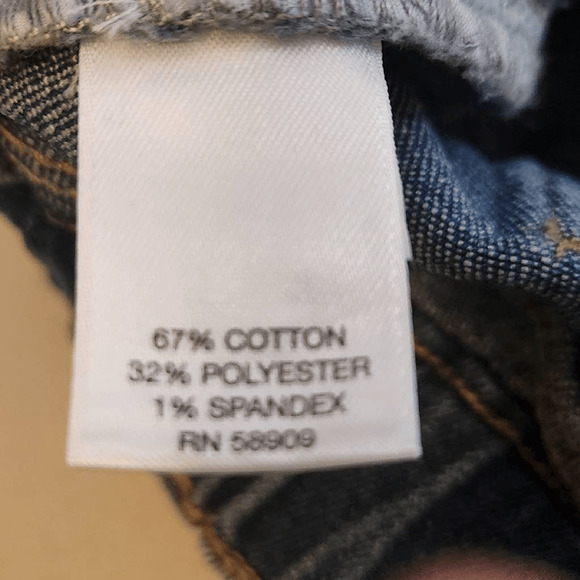 67% COTTON
32% POLYESTER
1% SPANDEX
RN 58909